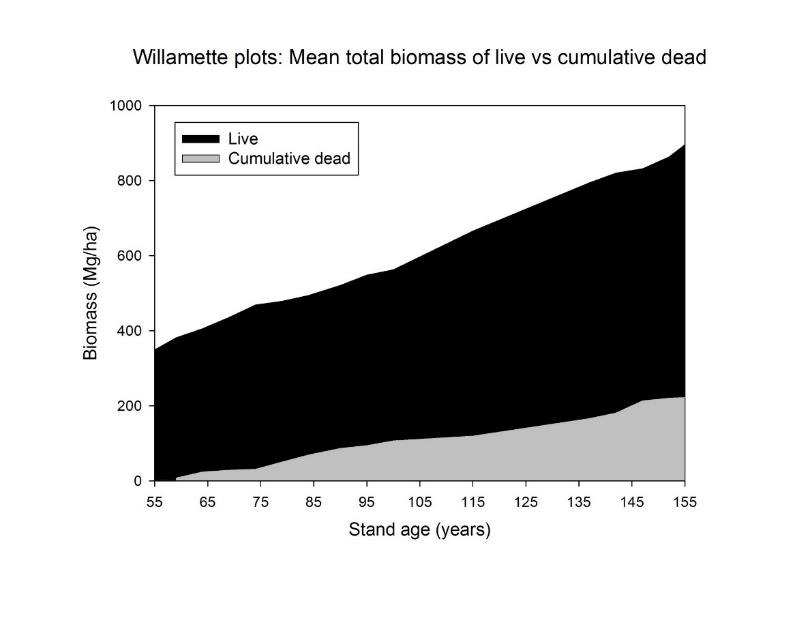 Willamette plots: Mean total biomass of live vs cumulative dead
1000
Live
Cumulative dead
800
600
400
200
0
Biomass (Mg/ha)
55 65 75 85 95 105 115 125 135 145 155
Stand age (years)